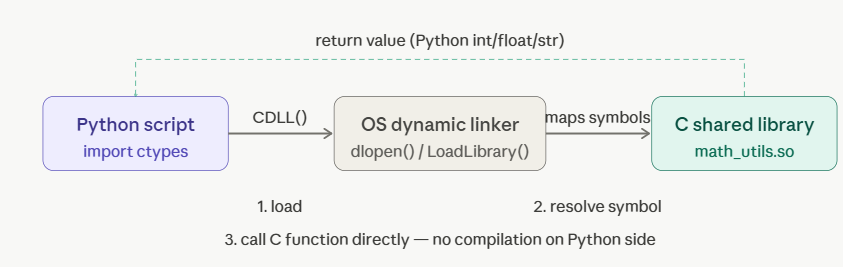 return value (Python int/float/str)
Python script
import ctypes
CDLL()
OS dynamic linker
dlopen() / LoadLibrary()
maps symbols
C shared library
math_utils.so
1. load
2. resolve symbol
3. call C function directly — no compilation on Python side